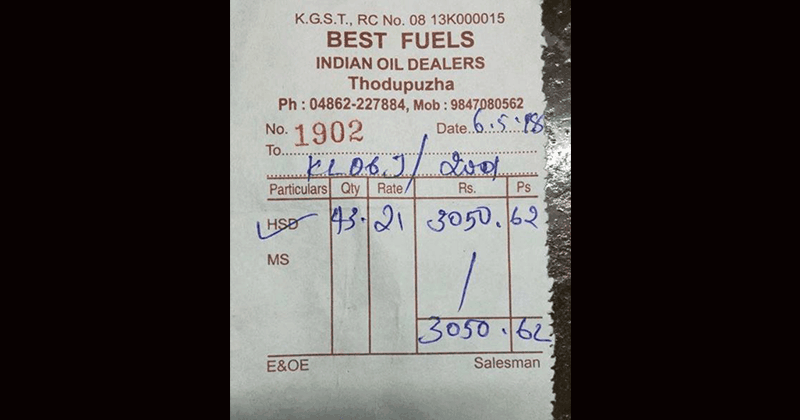 K.G.S.T., RC No. 08 13K000015
BEST FUELS
INDIAN OIL DEALERS
Thodupuzha
Ph : 04862-227884, Mob : 9847080562
No. 1902 Date 6.5.18
To
KL06.J/2001
Particulars Qty Rate Rs. Ps
HSD 43.21 3050.62
MS
3050.62
E&OE Salesman